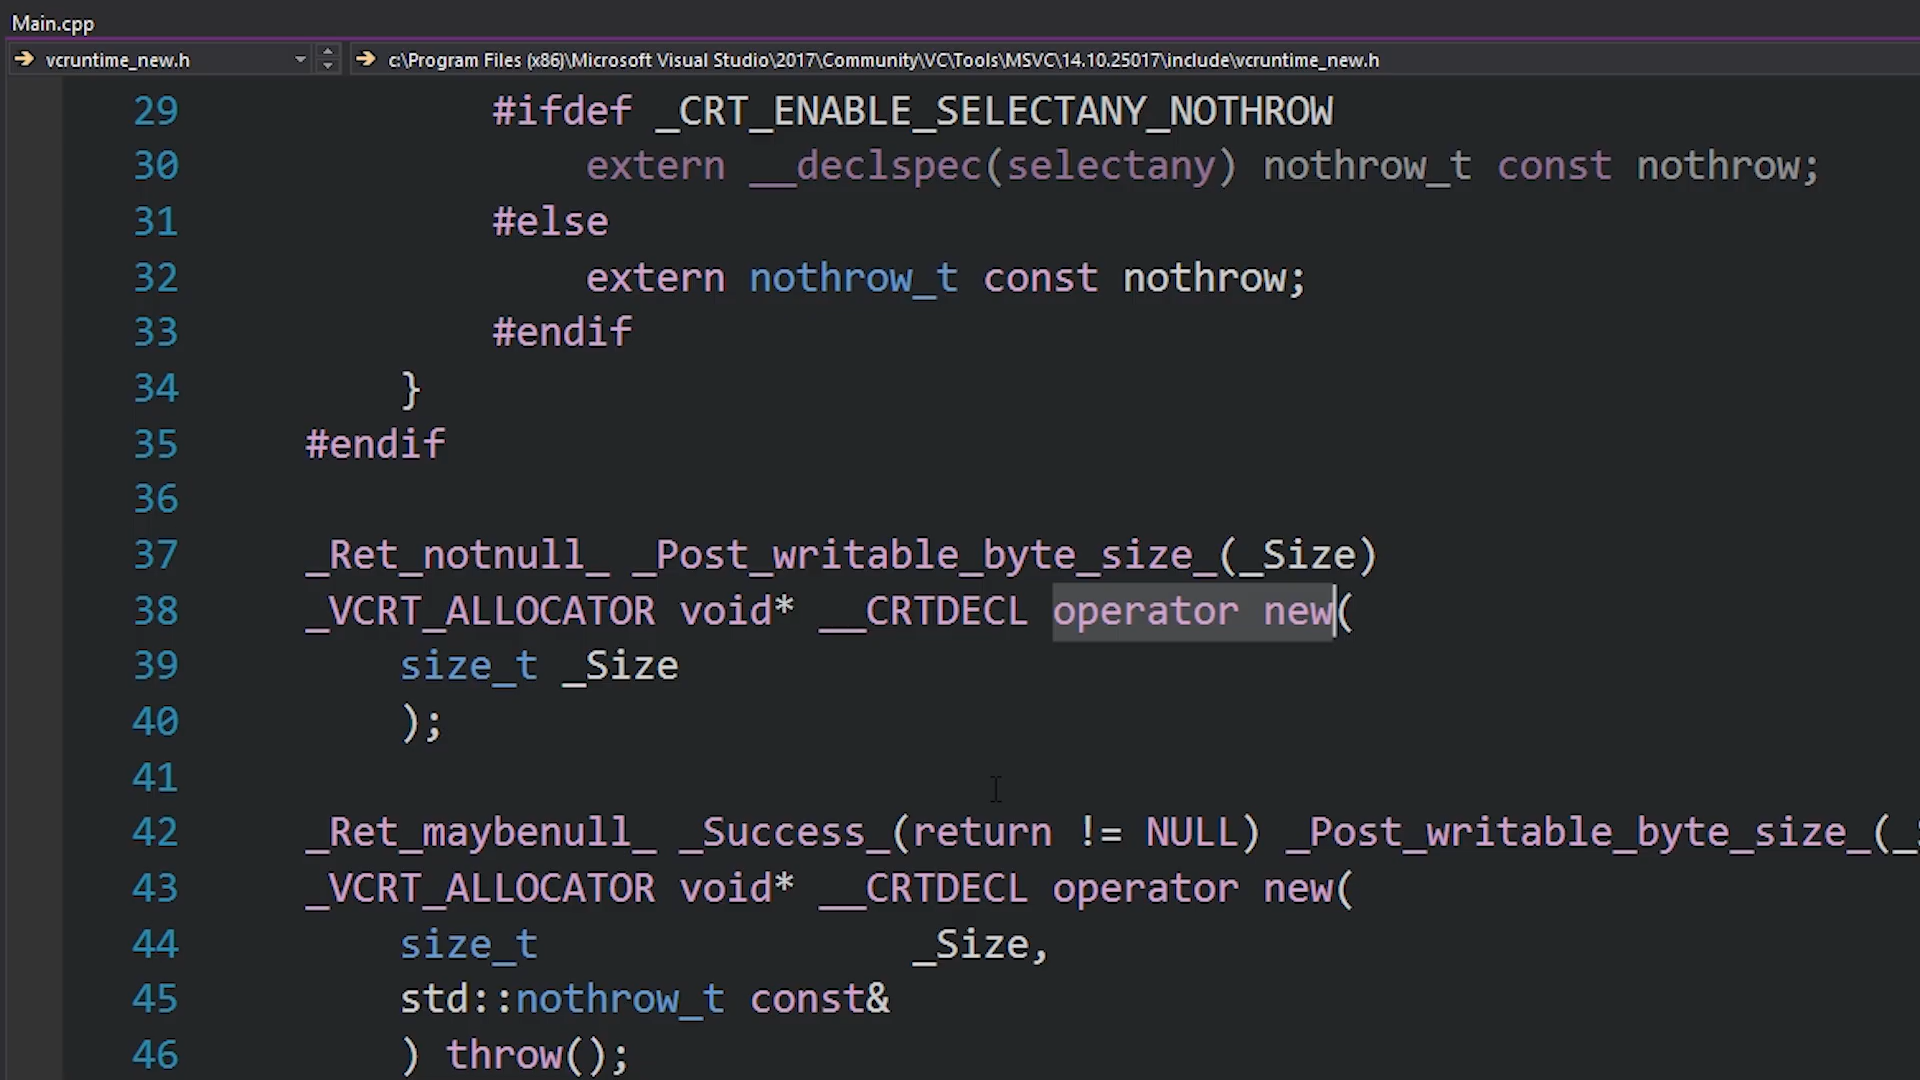 Main.cpp
vcruntime_new.h c:\Program Files (x86)\Microsoft Visual Studio\2017\Community\VC\Tools\MSVC\14.10.25017\include\vcruntime_new.h
29 #ifdef _CRT_ENABLE_SELECTANY_NOTHROW
30 extern __declspec(selectany) nothrow_t const nothrow;
31 #else
32 extern nothrow_t const nothrow;
33 #endif
34 }
35 #endif
36
37 _Ret_notnull_ _Post_writable_byte_size_(_Size)
38 _VCRT_ALLOCATOR void* __CRTDECL operator new(
39 size_t _Size
40 );
41
42 _Ret_maybenull_ _Success_(return != NULL) _Post_writable_byte_size_(
43 _VCRT_ALLOCATOR void* __CRTDECL operator new(
44 size_t _Size,
45 std::nothrow_t const&
46 ) throw();